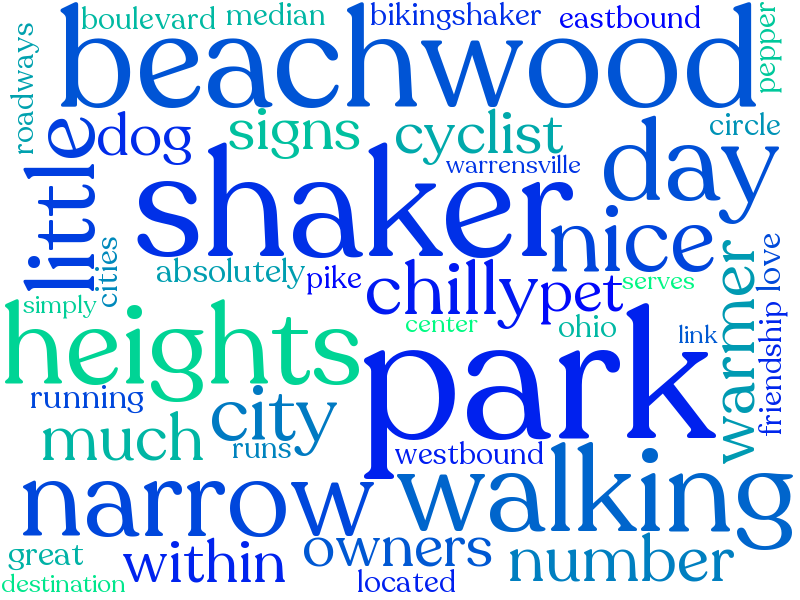 boulevard median bikingshaker eastbound
beachwood
pepper
roadways
little
dog signs cyclist circle
shaker
warrensville
day
nice
cities
absolutely pike chilly pet serves
warmer
friendship love
simply
heights
center
ohio link
park
running
city
much
runs
westbound
narrow walking
great
within owners number
destination located